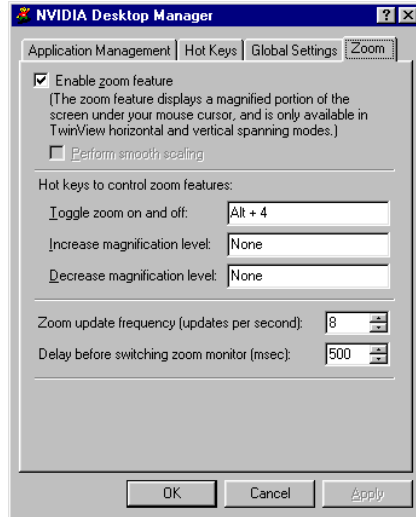 NVIDIA Desktop Manager
Application Management Hot Keys Global Settings Zoom
Enable zoom feature
(The zoom feature displays a magnified portion of the
screen under your mouse cursor, and is only available in
TwinView horizontal and vertical spanning modes.)
Perform smooth scaling
Hot keys to control zoom features:
Toggle zoom on and off: Alt + 4
Increase magnification level: None
Decrease magnification level: None
Zoom update frequency (updates per second): 8
Delay before switching zoom monitor (msec): 500
OK Cancel Apply